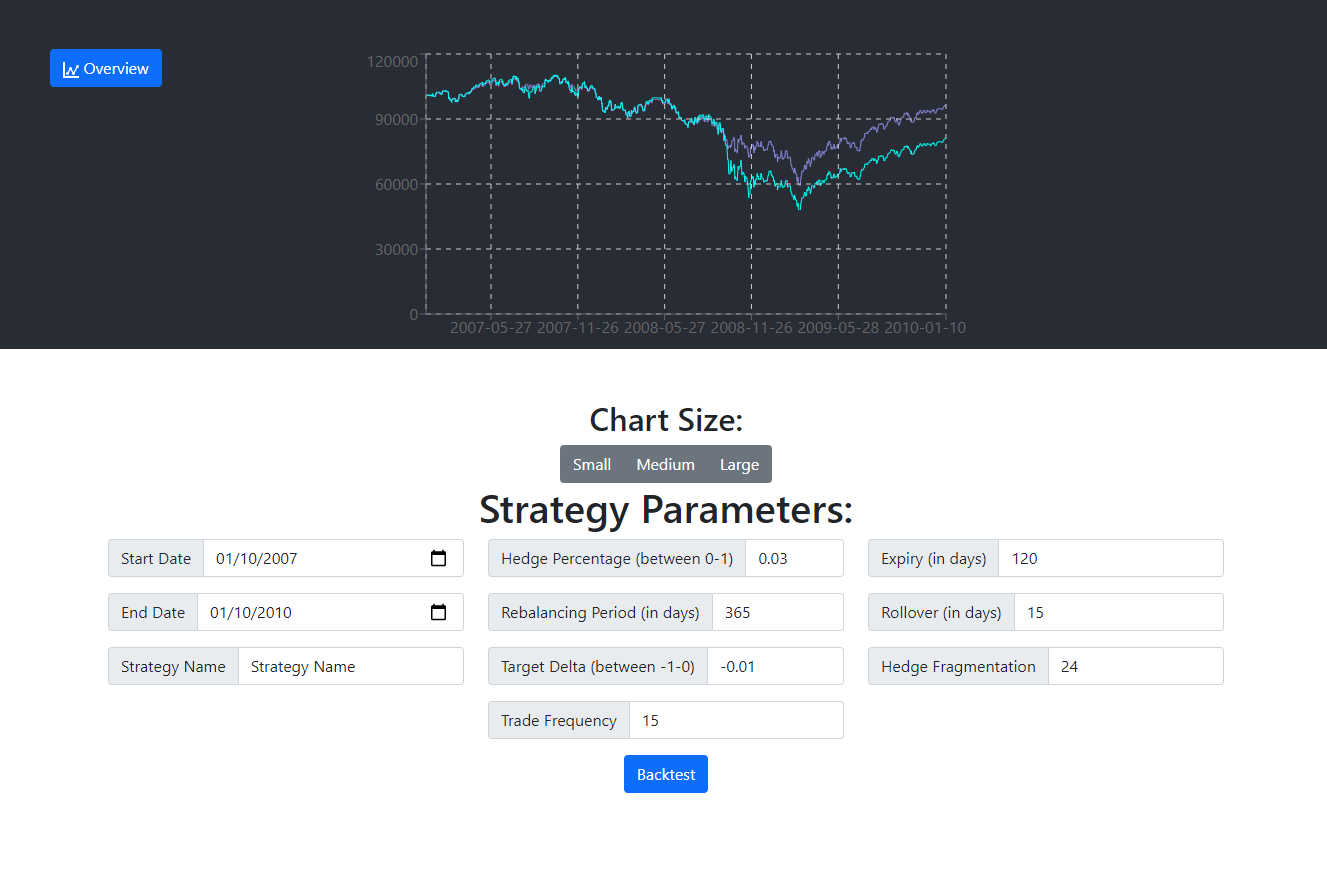 Overview
120000
90000
60000
30000
0
2007-05-27 2007-11-26 2008-05-27 2008-11-26 2009-05-28 2010-01-10
Chart Size:
Small Medium Large
Strategy Parameters:
Start Date 01/10/2007 Hedge Percentage (between 0-1) 0.03 Expiry (in days) 120
End Date 01/10/2010 Rebalancing Period (in days) 365 Rollover (in days) 15
Strategy Name Strategy Name Target Delta (between -1-0) -0.01 Hedge Fragmentation 24
Trade Frequency 15
Backtest